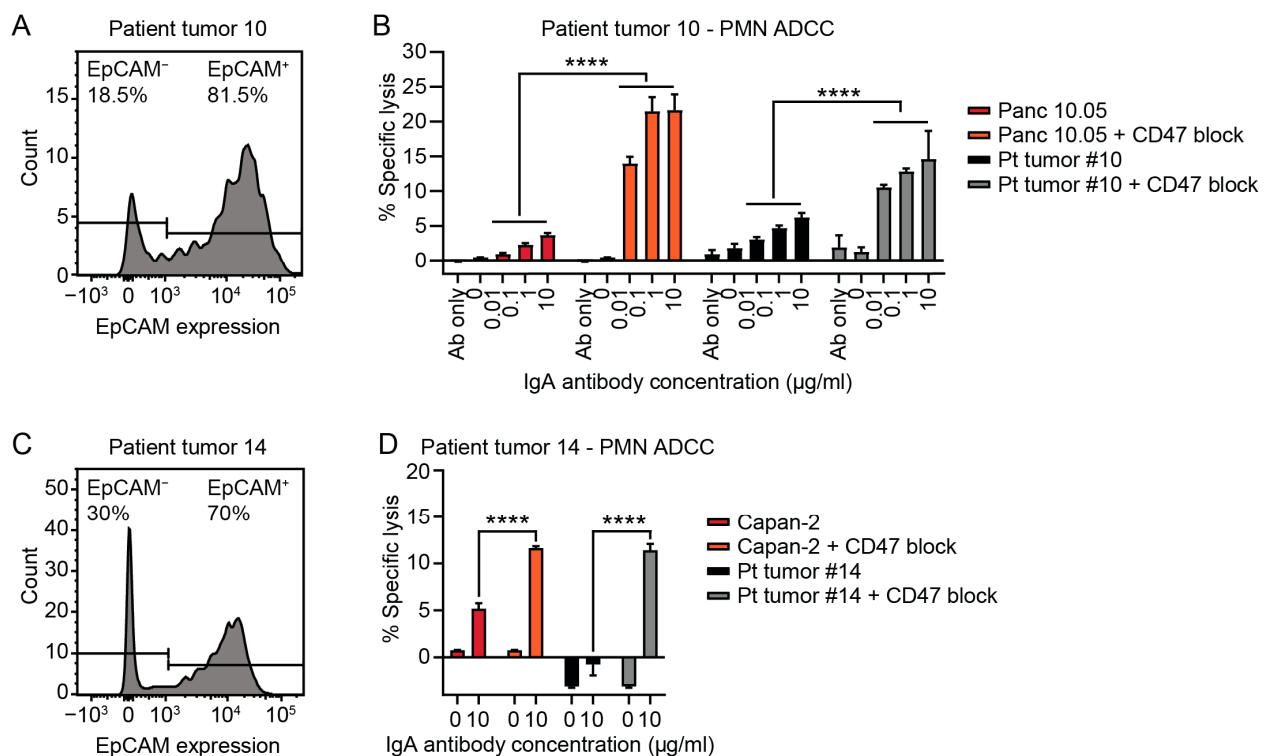 A
Patient tumor 10
EpCAM⁻
18.5%
EpCAM⁺
81.5%
15
10
5
0
Count
−10³ 0 10³ 10⁴ 10⁵
EpCAM expression
B
Patient tumor 10 - PMN ADCC
30
25
20
15
10
5
0
% Specific lysis
****
****
Ab only 0 0.01 0.1 10 Ab only 0 0.01 0.1 10 Ab only 0 0.01 0.1 10 Ab only 0 0.01 0.1 10
IgA antibody concentration (µg/ml)
Panc 10.05
Panc 10.05 + CD47 block
Pt tumor #10
Pt tumor #10 + CD47 block
C
Patient tumor 14
EpCAM⁻
30%
EpCAM⁺
70%
50
40
30
20
10
0
Count
−10³ 0 10³ 10⁴ 10⁵
EpCAM expression
D
Patient tumor 14 - PMN ADCC
20
15
10
5
0
% Specific lysis
****
****
0 10 0 10 0 10 0 10
IgA antibody concentration (µg/ml)
Capan-2
Capan-2 + CD47 block
Pt tumor #14
Pt tumor #14 + CD47 block